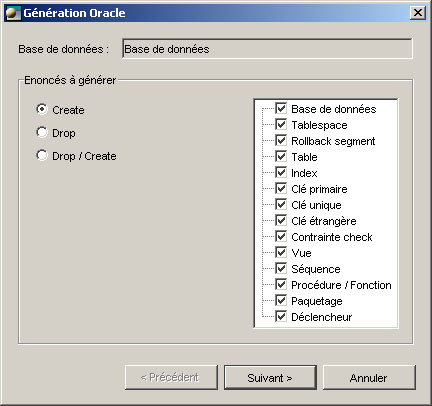 Génération Oracle
Base de données : Base de données
Enoncés à générer
Create
Drop
Drop / Create
Base de données
Tablespace
Rollback segment
Table
Index
Clé primaire
Clé unique
Clé étrangère
Contrainte check
Vue
Séquence
Procédure / Fonction
Paquetage
Déclencheur
< Précédent Suivant > Annuler